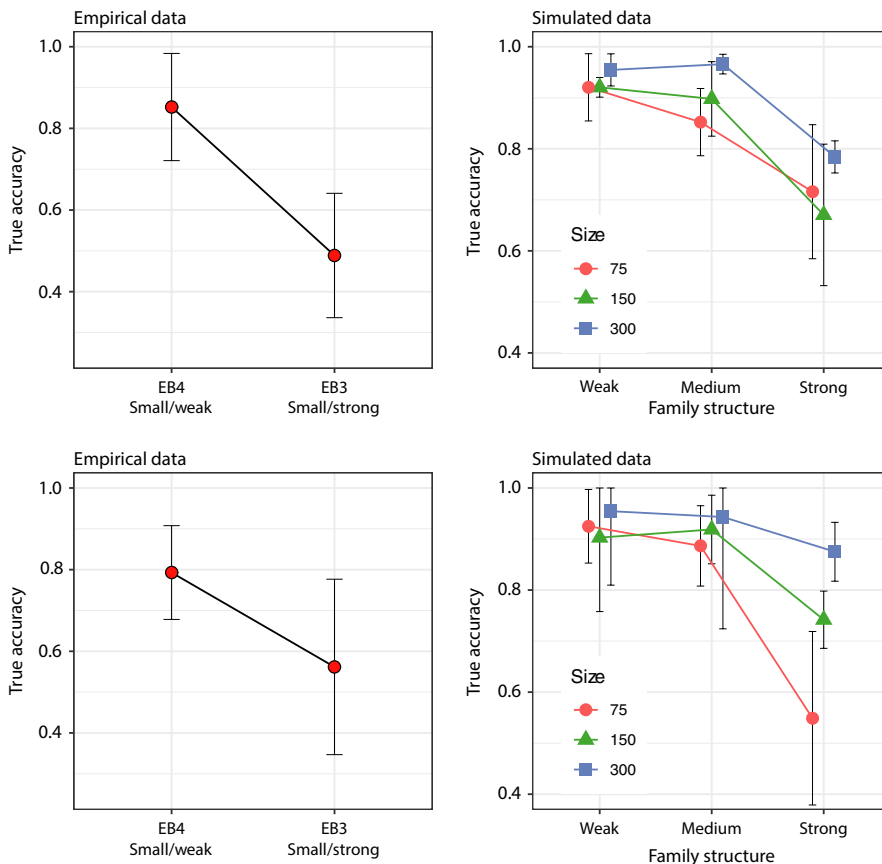 Empirical data
True accuracy
1.0
0.8
0.6
0.4
EB4
Small/weak
EB3
Small/strong
Simulated data
True accuracy
1.0
0.8
0.6
0.4
Size
75
150
300
Weak
Medium
Strong
Family structure
Empirical data
True accuracy
1.0
0.8
0.6
0.4
EB4
Small/weak
EB3
Small/strong
Simulated data
True accuracy
1.0
0.8
0.6
0.4
Size
75
150
300
Weak
Medium
Strong
Family structure